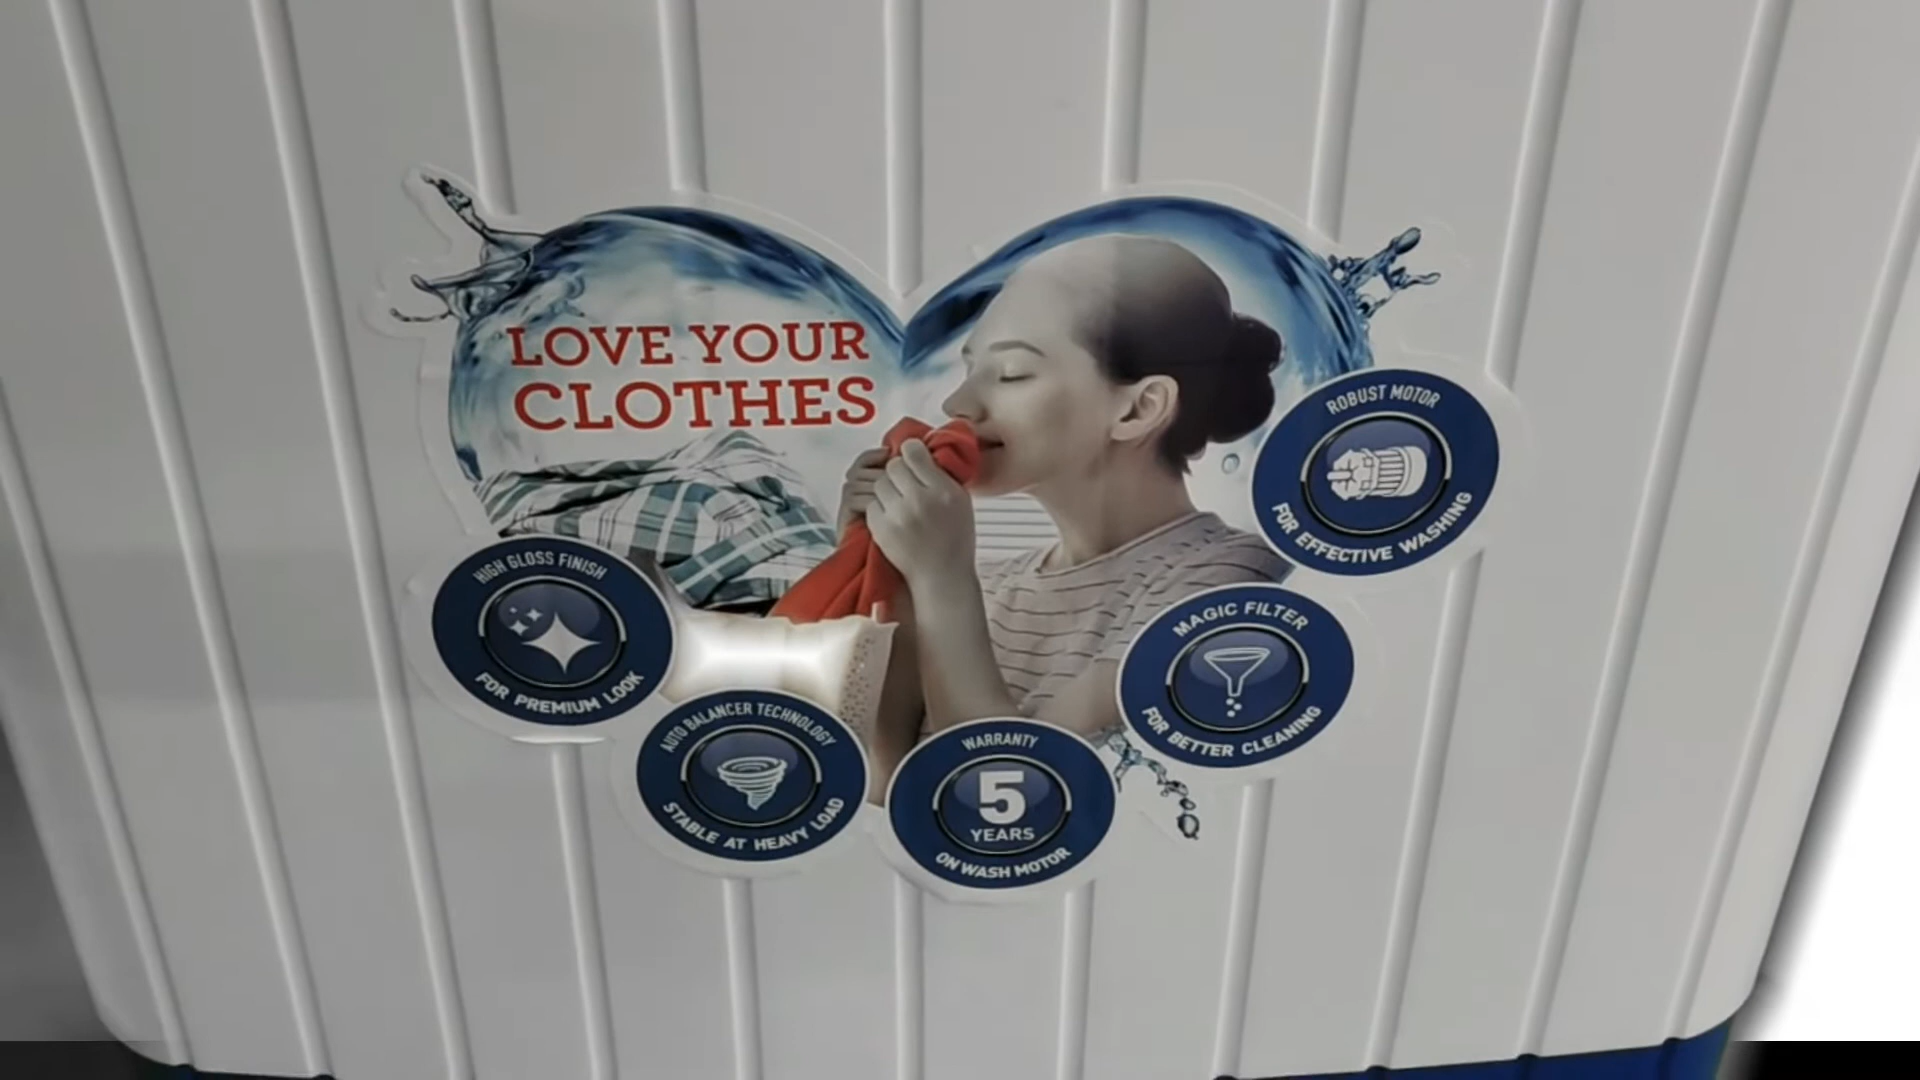 LOVE YOUR
CLOTHES
ROBUST MOTOR
FOR EFFECTIVE WASHING
HIGH GLOSS FINISH
FOR PREMIUM LOOK
MAGIC FILTER
FOR BETTER CLEANING
AUTO BALANCER TECHNOLOGY
STABLE AT HEAVY LOAD
WARRANTY
5
YEARS
ON WASH MOTOR